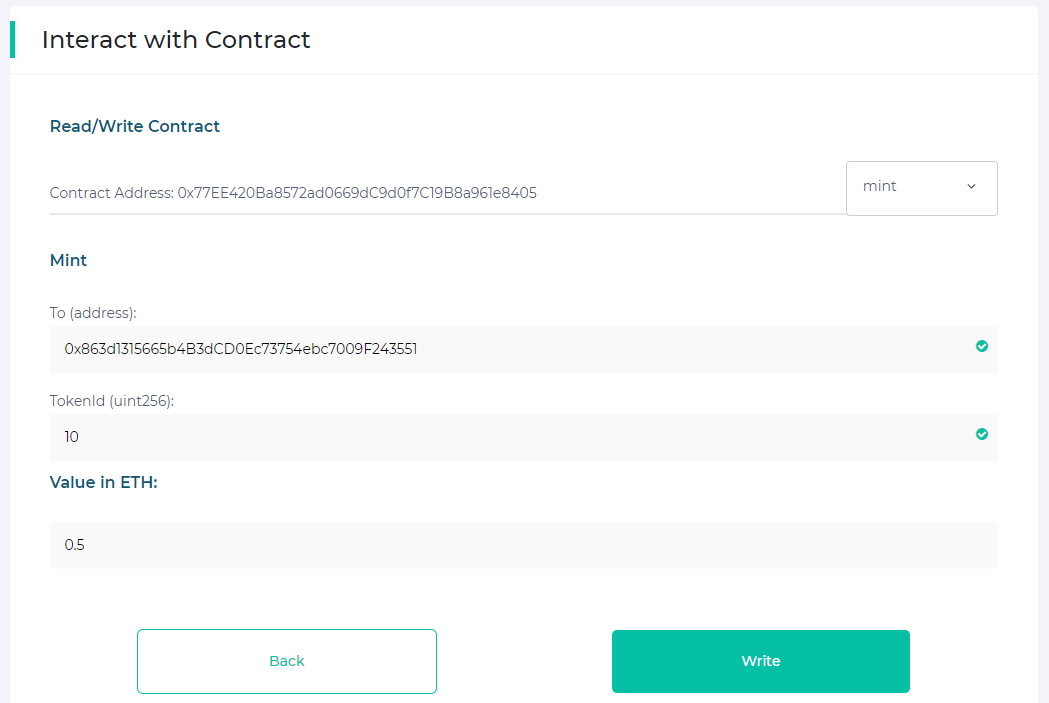 Interact with Contract
Read/Write Contract
Contract Address: 0x77EE420Ba8572ad0669dC9d0f7C19B8a961e8405
mint
Mint
To (address):
0x863d1315665b4B3dCD0Ec73754ebc7009F243551
TokenId (uint256):
10
Value in ETH:
0.5
Back
Write